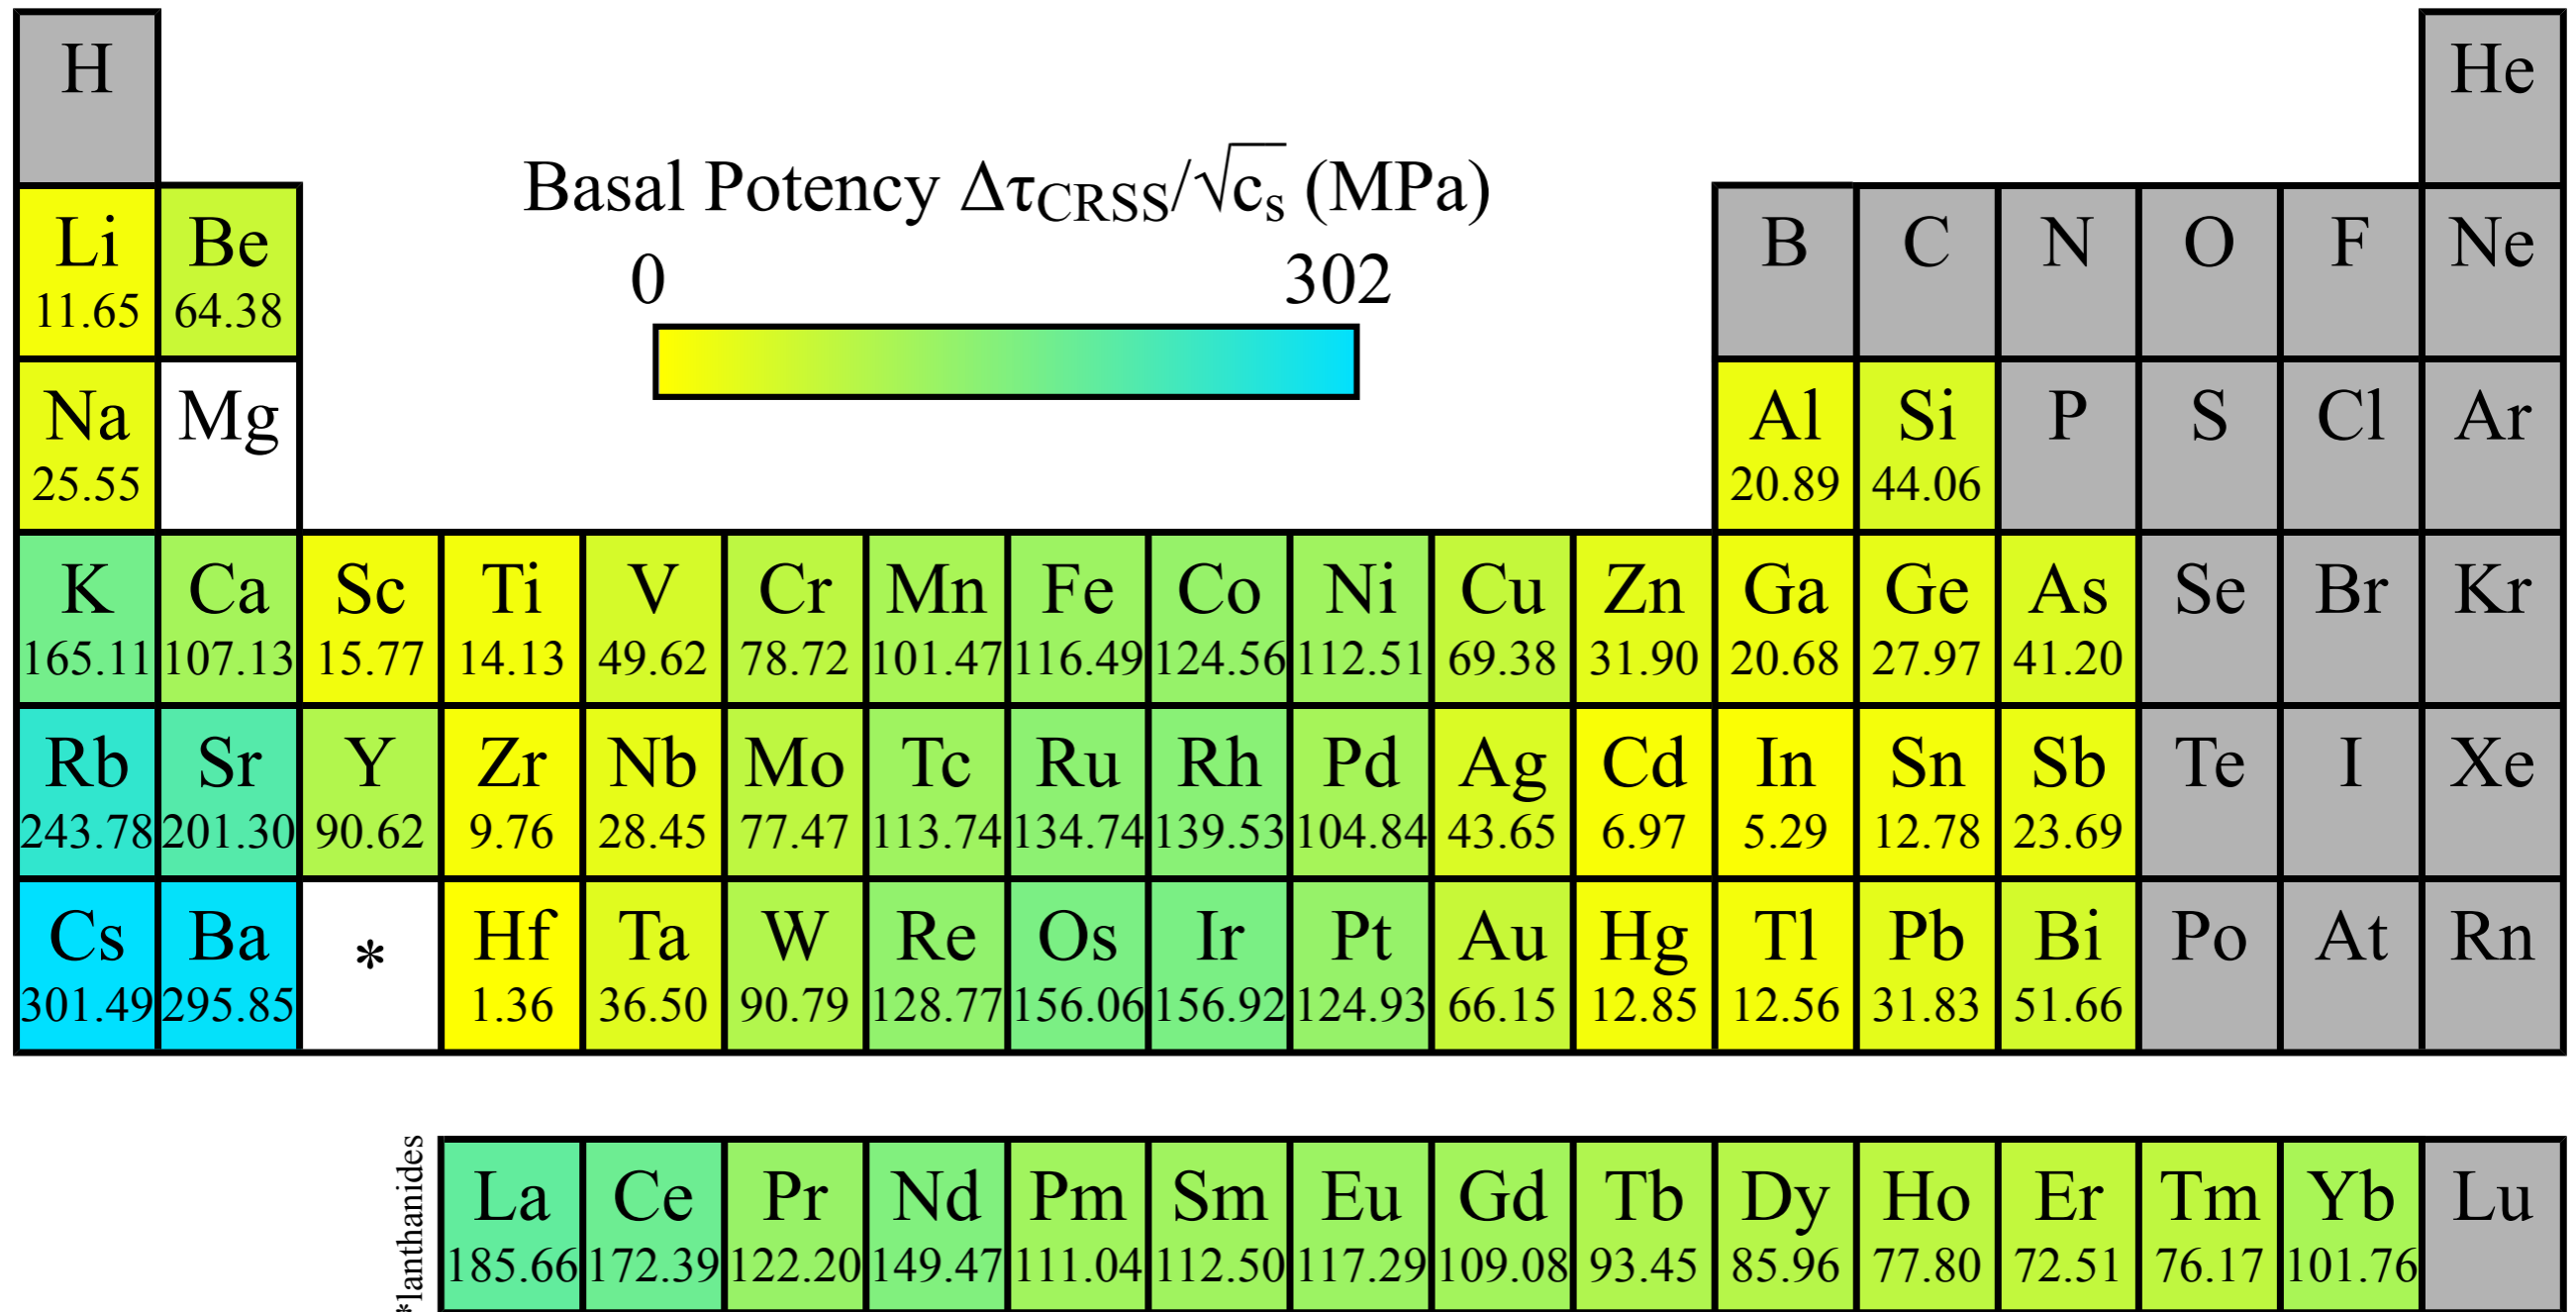 H He
Basal Potency Δτ_CRSS/√c_s (MPa)
Li Be B C N O F Ne
11.65 64.38
0 302
Na Mg Al Si P S Cl Ar
25.55 20.89 44.06
K Ca Sc Ti V Cr Mn Fe Co Ni Cu Zn Ga Ge As Se Br Kr
165.11 107.13 15.77 14.13 49.62 78.72 101.47 116.49 124.56 112.51 69.38 31.90 20.68 27.97 41.20
Rb Sr Y Zr Nb Mo Tc Ru Rh Pd Ag Cd In Sn Sb Te I Xe
243.78 201.30 90.62 9.76 28.45 77.47 113.74 134.74 139.53 104.84 43.65 6.97 5.29 12.78 23.69
Cs Ba * Hf Ta W Re Os Ir Pt Au Hg Tl Pb Bi Po At Rn
301.49 295.85 1.36 36.50 90.79 128.77 156.06 156.92 124.93 66.15 12.85 12.56 31.83 51.66
*lanthanides
La Ce Pr Nd Pm Sm Eu Gd Tb Dy Ho Er Tm Yb Lu
185.66 172.39 122.20 149.47 111.04 112.50 117.29 109.08 93.45 85.96 77.80 72.51 76.17 101.76